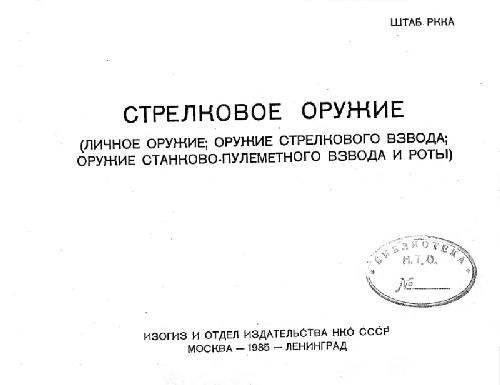 ШТАБ РККА
СТРЕЛКОВОЕ ОРУЖИЕ
(ЛИЧНОЕ ОРУЖИЕ; ОРУЖИЕ СТРЕЛКОВОГО ВЗВОДА;
ОРУЖИЕ СТАНКОВО-ПУЛЕМЕТНОГО ВЗВОДА И РОТЫ)
БИБЛИОТЕКА
Н.Т.О.
№
ИЗОГИЗ И ОТДЕЛ ИЗДАТЕЛЬСТВА НКО СССР
МОСКВА — 1935 — ЛЕНИНГРАД